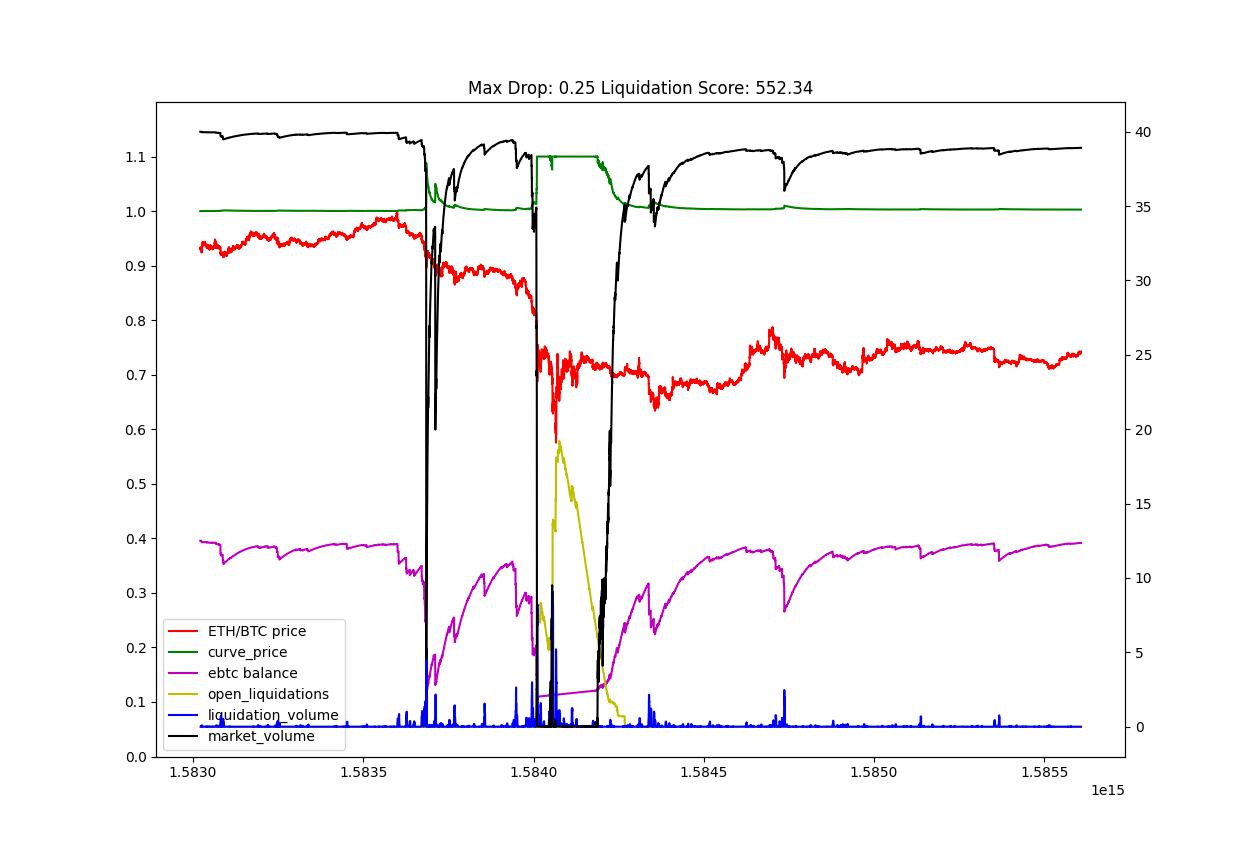 Max Drop: 0.25 Liquidation Score: 552.34
1.1
1.0
0.9
0.8
0.7
0.6
0.5
0.4
0.3
0.2
0.1
0.0
40
35
30
25
20
15
10
5
0
ETH/BTC price
curve_price
ebtc balance
open_liquidations
liquidation_volume
market_volume
1.5830 1.5835 1.5840 1.5845 1.5850 1.5855
1e15